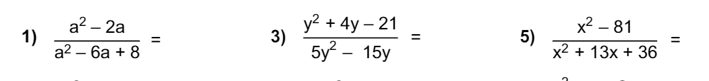 1) (a² – 2a)/(a² – 6a + 8) =   3) (y² + 4y – 21)/(5y² – 15y) =   5) (x² – 81)/(x² + 13x + 36) =